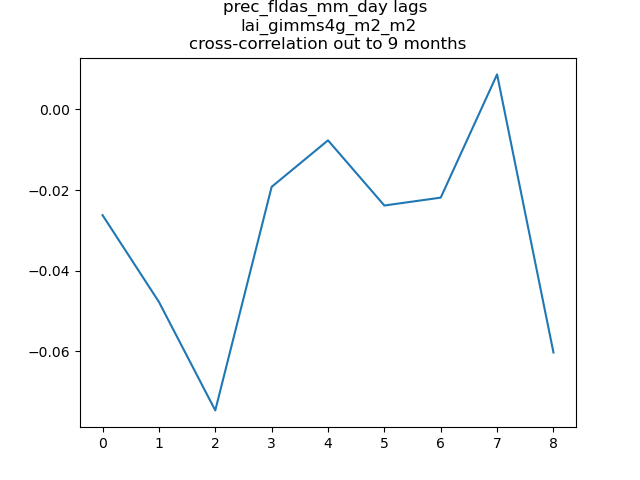 prec_fldas_mm_day lags
lai_gimms4g_m2_m2
cross-correlation out to 9 months
0.00
−0.02
−0.04
−0.06
0 1 2 3 4 5 6 7 8